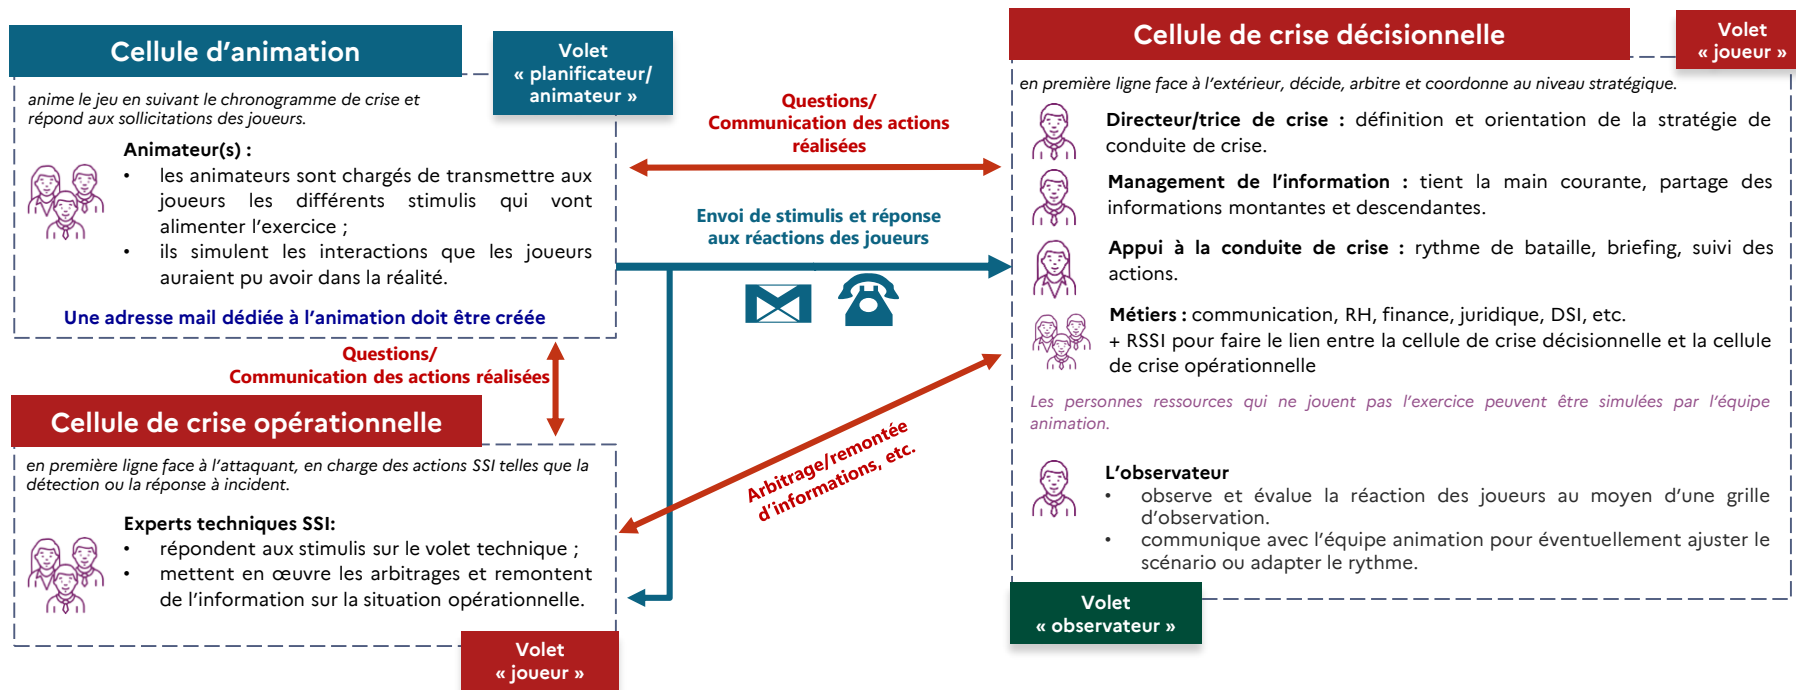 Cellule d’animation
Volet
« planificateur/
animateur »
anime le jeu en suivant le chronogramme de crise et
répond aux sollicitations des joueurs.
Animateur(s) :
• les animateurs sont chargés de transmettre aux
joueurs les différents stimulis qui vont
alimenter l’exercice ;
• ils simulent les interactions que les joueurs
auraient pu avoir dans la réalité.
Une adresse mail dédiée à l’animation doit être créée
Questions/
Communication des actions réalisées
Cellule de crise opérationnelle
en première ligne face à l’attaquant, en charge des actions SSI telles que la
détection ou la réponse à incident.
Experts techniques SSI:
• répondent aux stimulis sur le volet technique ;
• mettent en œuvre les arbitrages et remontent
de l’information sur la situation opérationnelle.
Volet
« joueur »
Questions/
Communication des actions
réalisées
Envoi de stimulis et réponse
aux réactions des joueurs
Arbitrage/remontée
d’informations, etc.
Cellule de crise décisionnelle
Volet
« joueur »
en première ligne face à l’extérieur, décide, arbitre et coordonne au niveau stratégique.
Directeur/trice de crise : définition et orientation de la stratégie de
conduite de crise.
Management de l’information : tient la main courante, partage des
informations montantes et descendantes.
Appui à la conduite de crise : rythme de bataille, briefing, suivi des
actions.
Métiers : communication, RH, finance, juridique, DSI, etc.
+ RSSI pour faire le lien entre la cellule de crise décisionnelle et la cellule
de crise opérationnelle
Les personnes ressources qui ne jouent pas l’exercice peuvent être simulées par l’équipe
animation.
L’observateur
• observe et évalue la réaction des joueurs au moyen d’une grille
d’observation.
• communique avec l’équipe animation pour éventuellement ajuster le
scénario ou adapter le rythme.
Volet
« observateur »